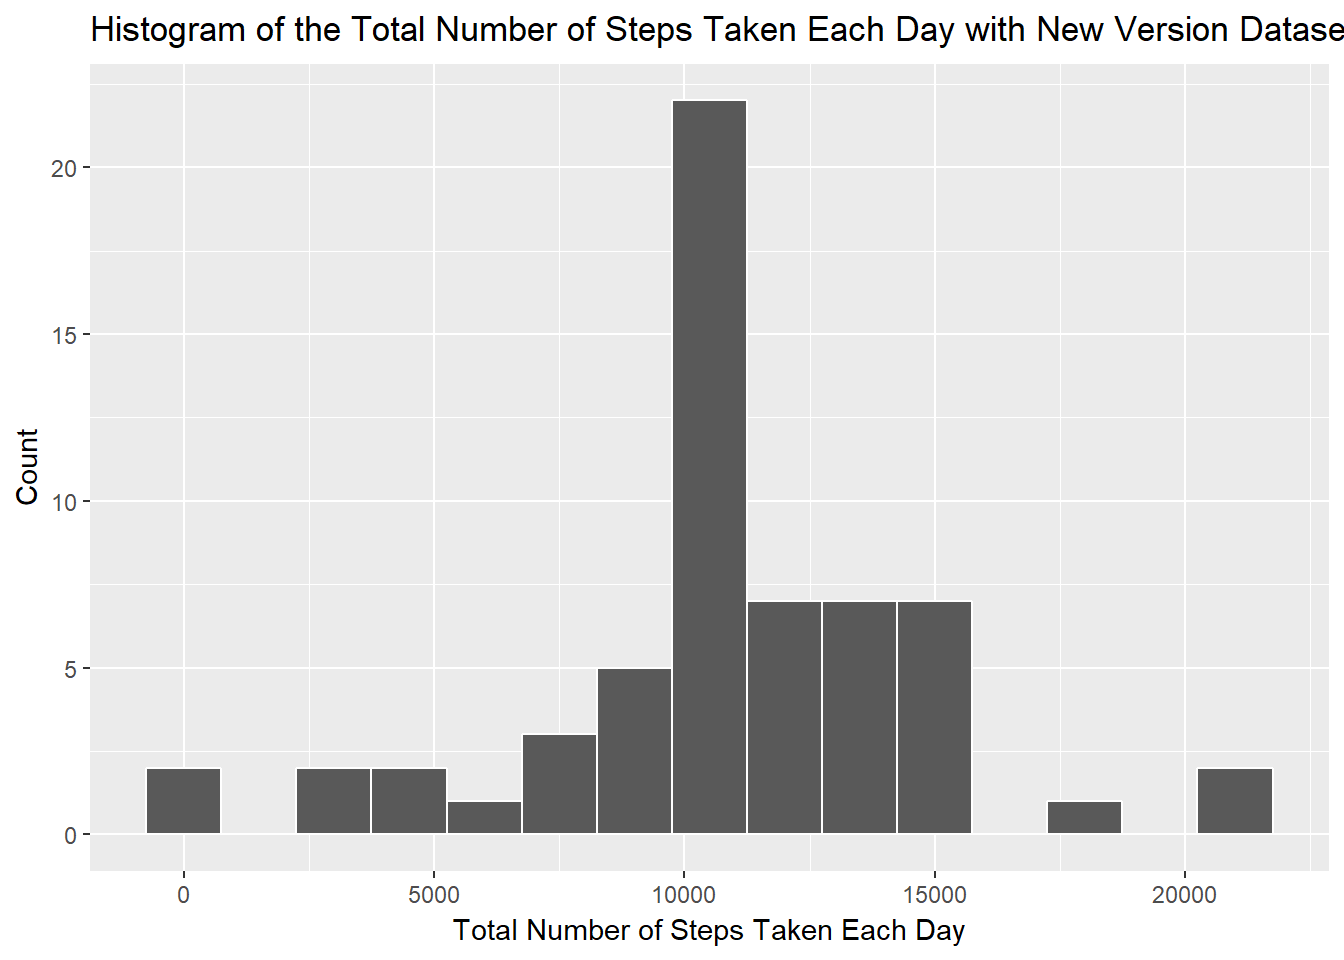 Histogram of the Total Number of Steps Taken Each Day with New Version Datase
20
15
10
5
0
Count
0 5000 10000 15000 20000
Total Number of Steps Taken Each Day